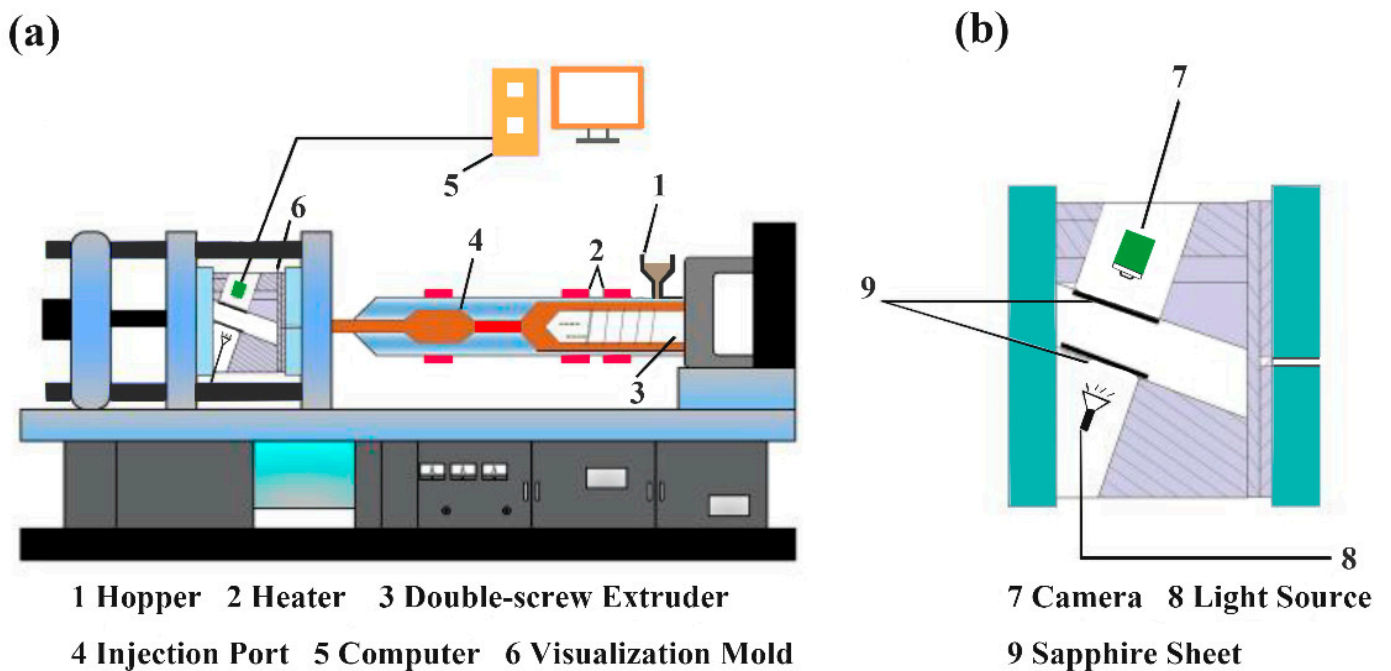 (a)
(b)
7
5
1
6
4
2
9
3
8
1 Hopper 2 Heater 3 Double-screw Extruder
4 Injection Port 5 Computer 6 Visualization Mold
7 Camera 8 Light Source
9 Sapphire Sheet